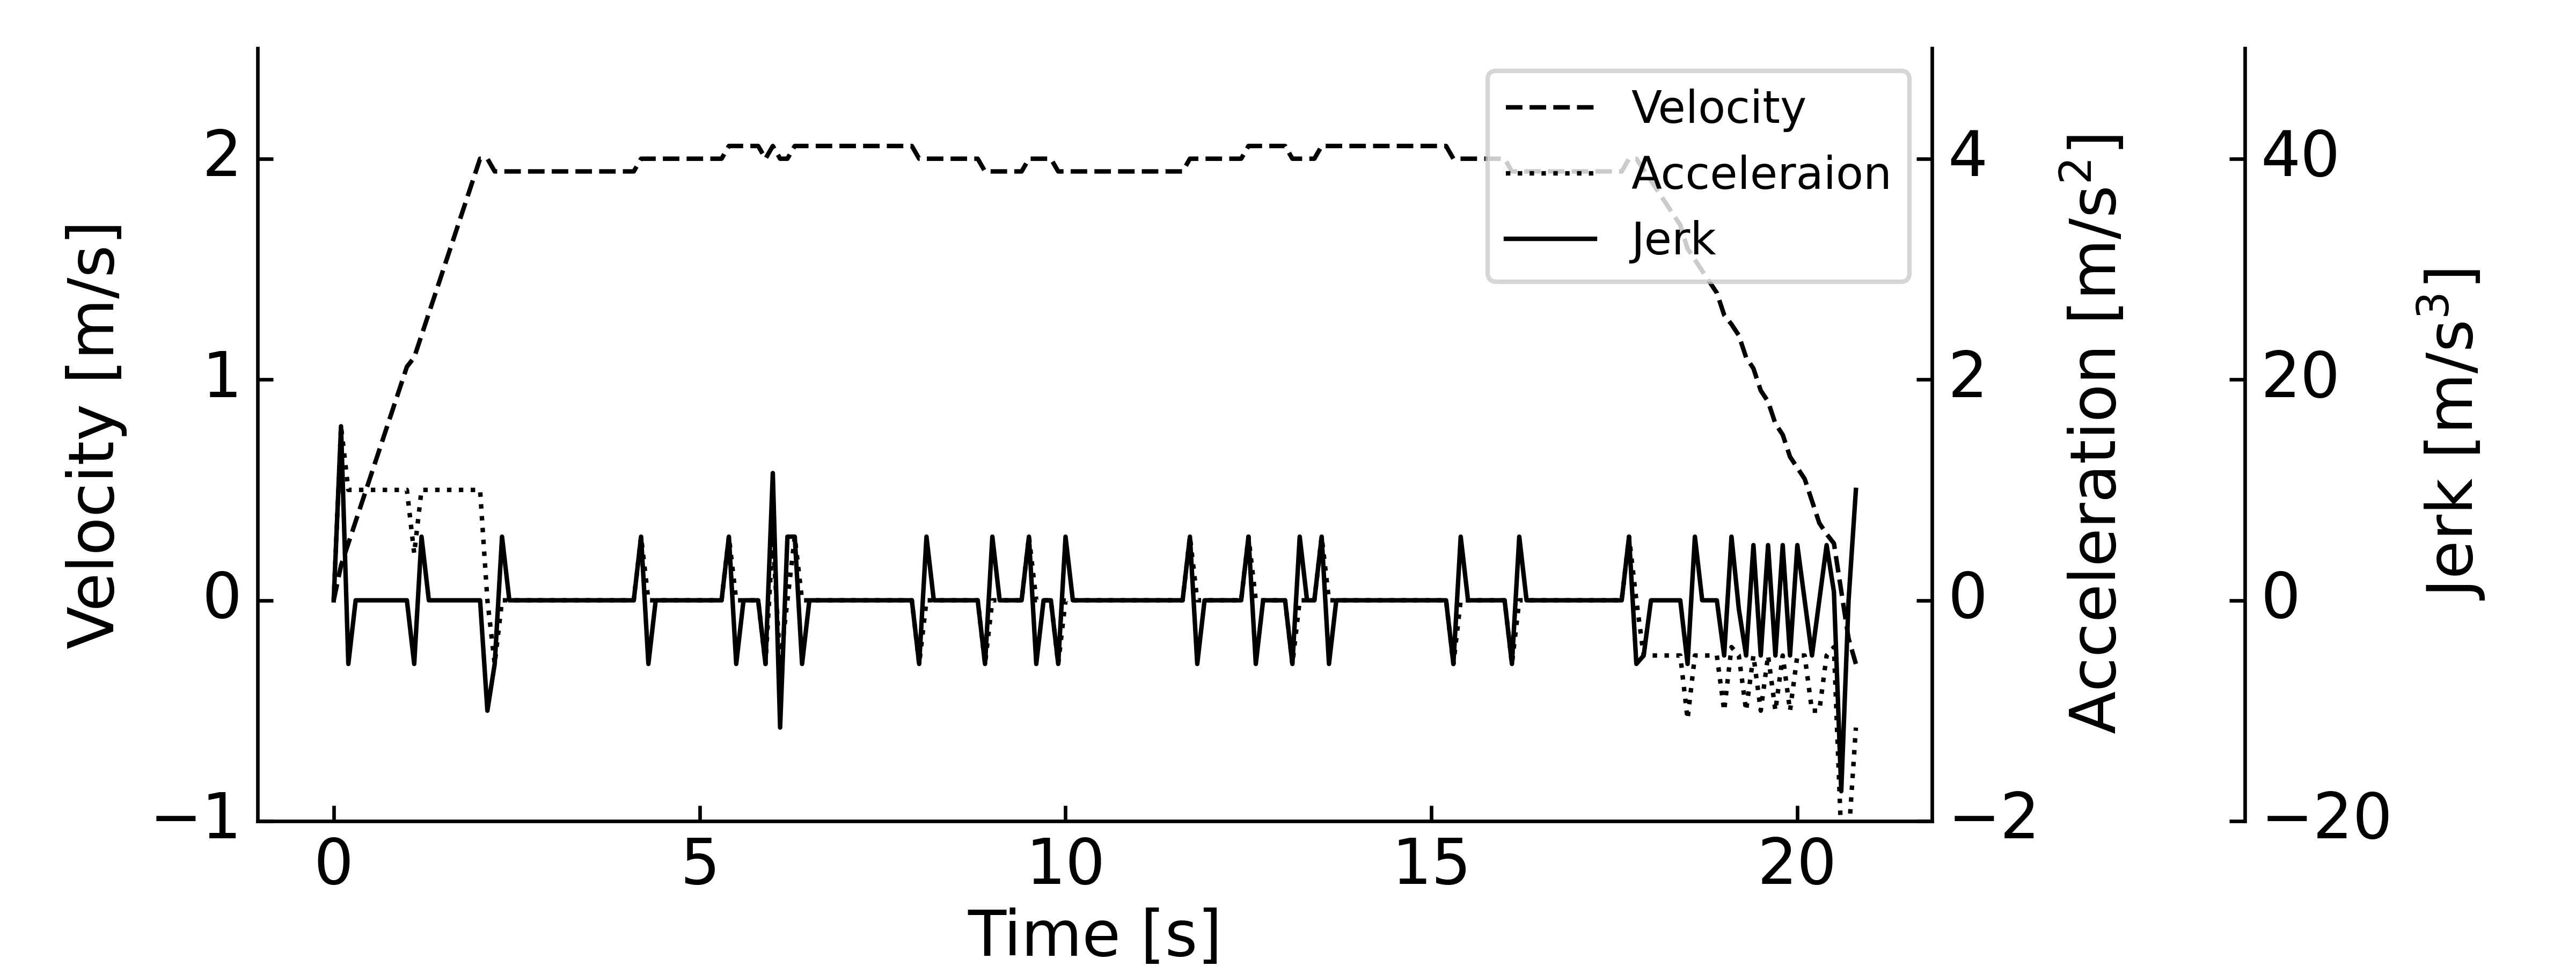 Velocity [m/s]
2
1
0
−1
0 5 10 15 20
Time [s]
Velocity
Acceleraion
Jerk
4
2
0
−2
Acceleration [m/s²]
40
20
0
−20
Jerk [m/s³]